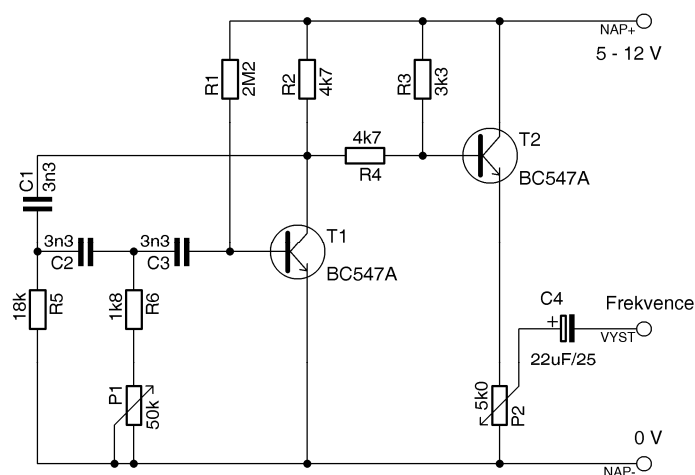 NAP+
5 - 12 V
R1
2M2
R2
4k7
R3
3k3
4k7
R4
T2
BC547A
C1
3n3
3n3
C2
3n3
C3
T1
BC547A
18k
R5
1k8
R6
C4
+
22uF/25
Frekvence
VYST
P1
50k
5k0
P2
0 V
NAP-